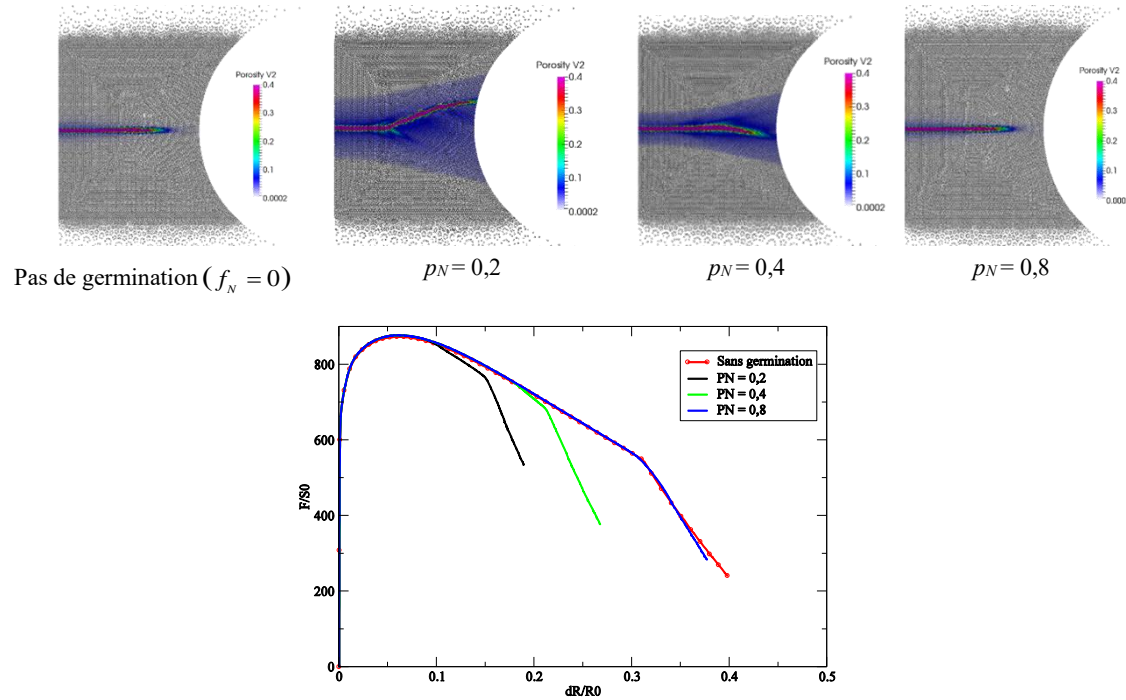 Porosity V2
0.4
0.3
0.2
0.1
0.0002
Porosity V2
0.4
0.3
0.2
0.1
0.0002
Porosity V2
0.4
0.3
0.2
0.1
0.0002
Porosity V2
0.4
0.3
0.2
0.1
0.000
Pas de germination ( f_N = 0)
p_N = 0,2
p_N = 0,4
p_N = 0,8
800
600
400
200
0
F/S0
Sans germination
PN = 0,2
PN = 0,4
PN = 0,8
0
0.1
0.2
0.3
0.4
0.5
dR/R0